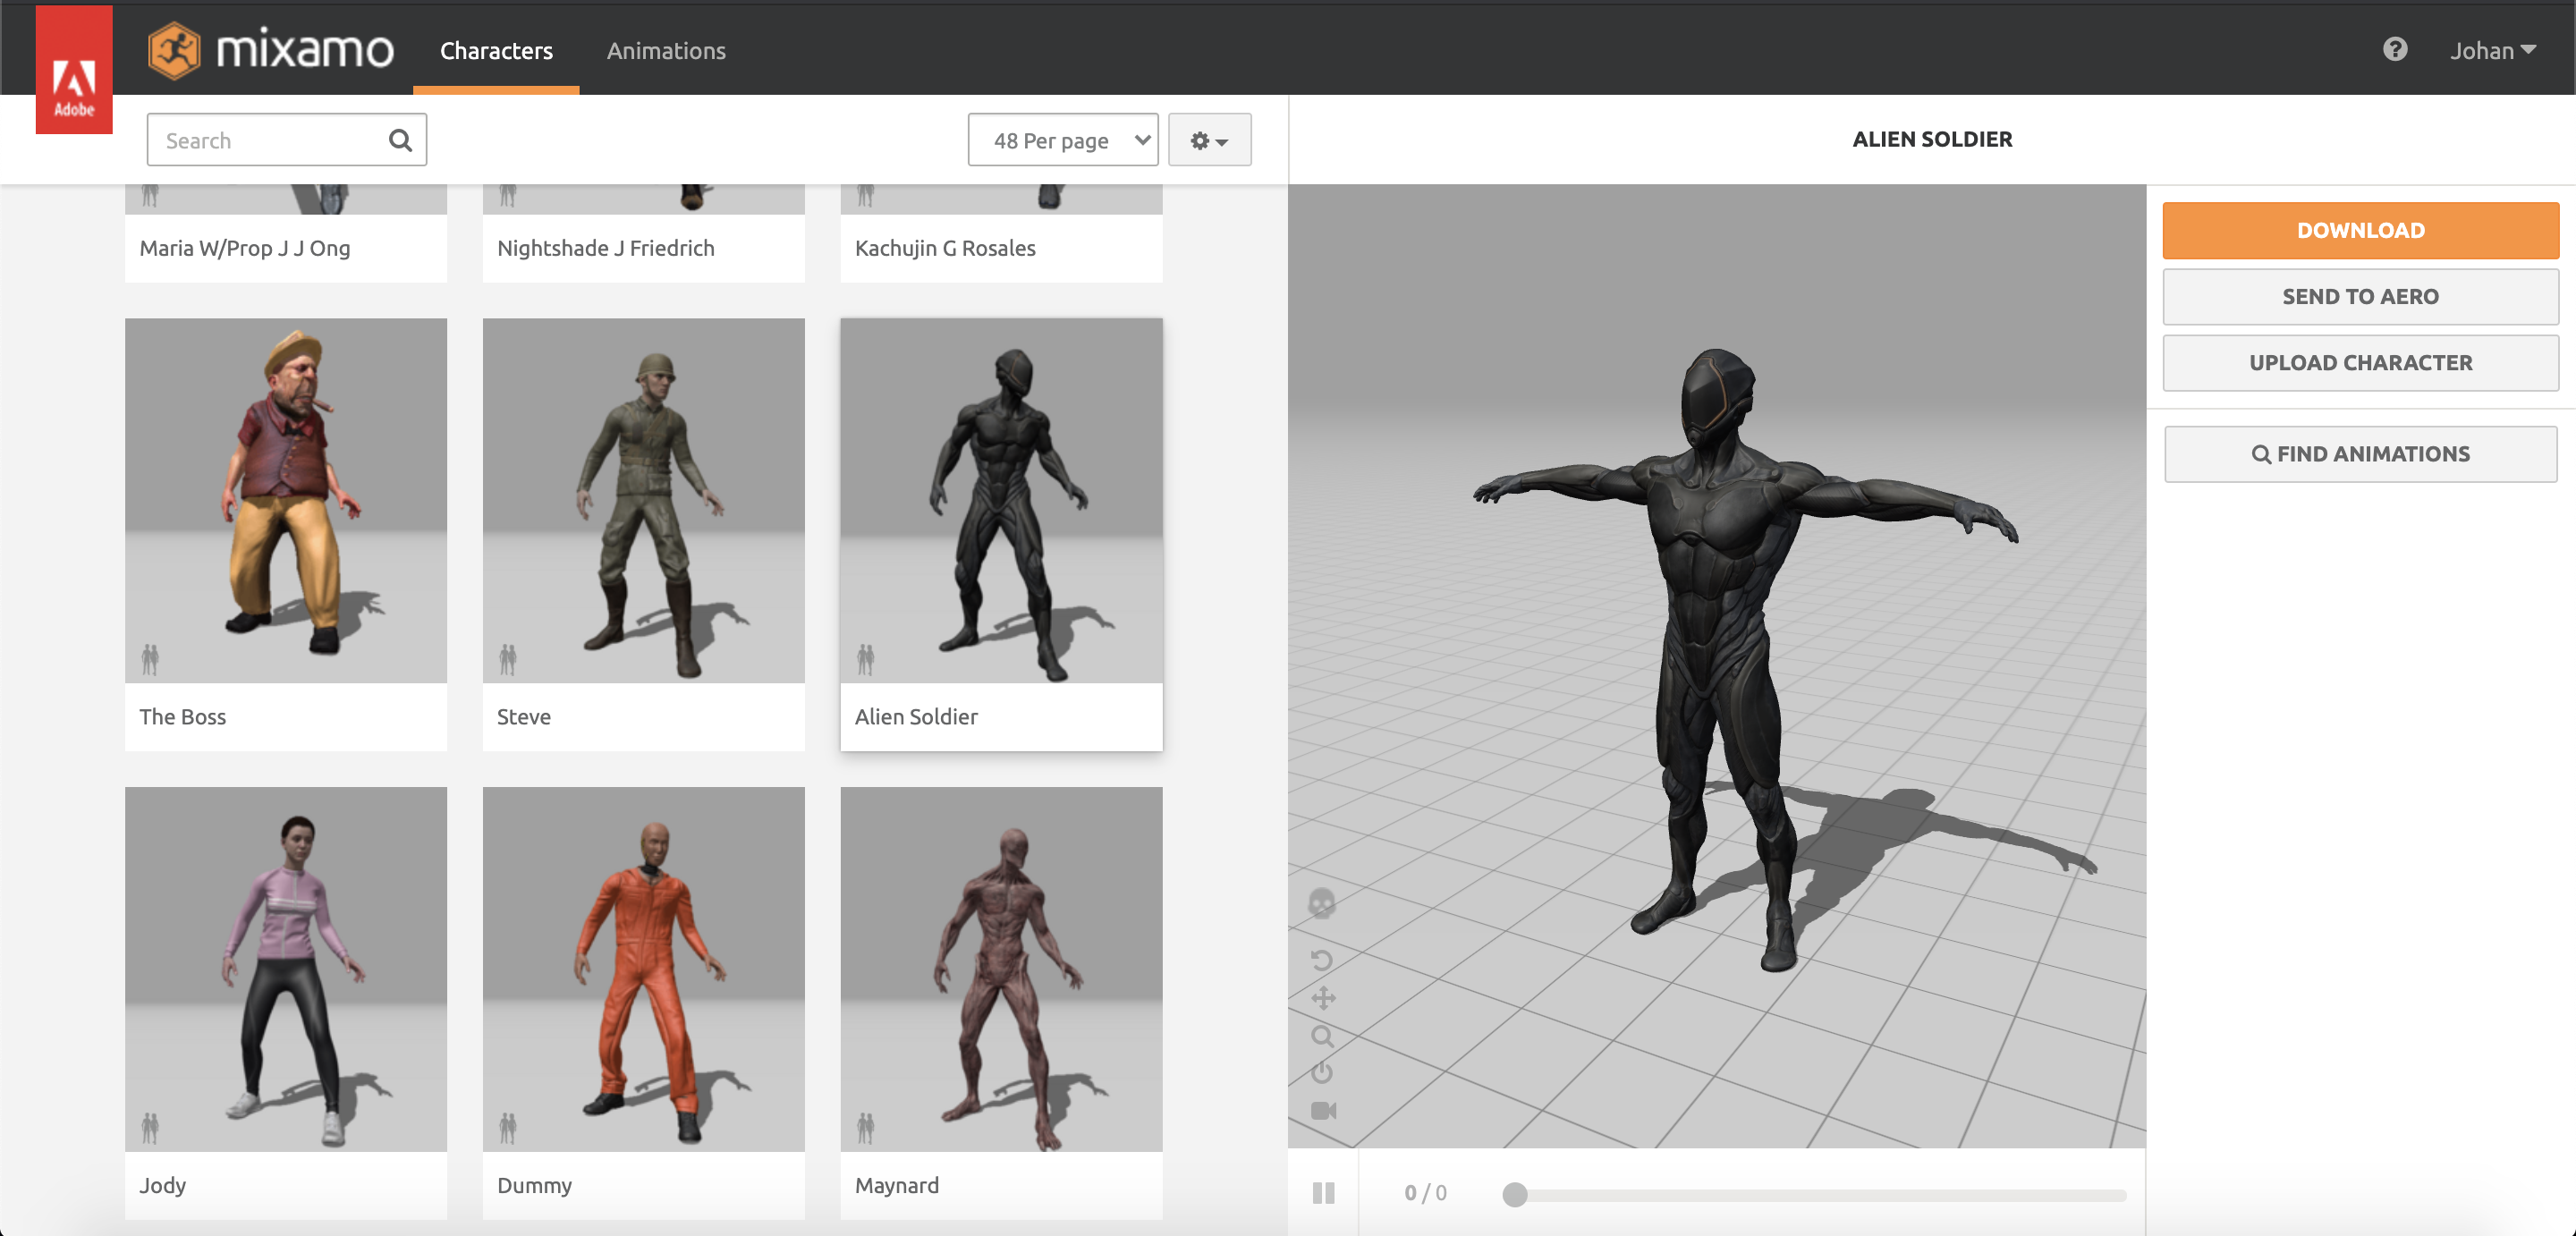 Adobe
mixamo
Characters
Animations
Johan
Search
48 Per page
ALIEN SOLDIER
Maria W/Prop J J Ong
Nightshade J Friedrich
Kachujin G Rosales
The Boss
Steve
Alien Soldier
Jody
Dummy
Maynard
DOWNLOAD
SEND TO AERO
UPLOAD CHARACTER
FIND ANIMATIONS
0 / 0